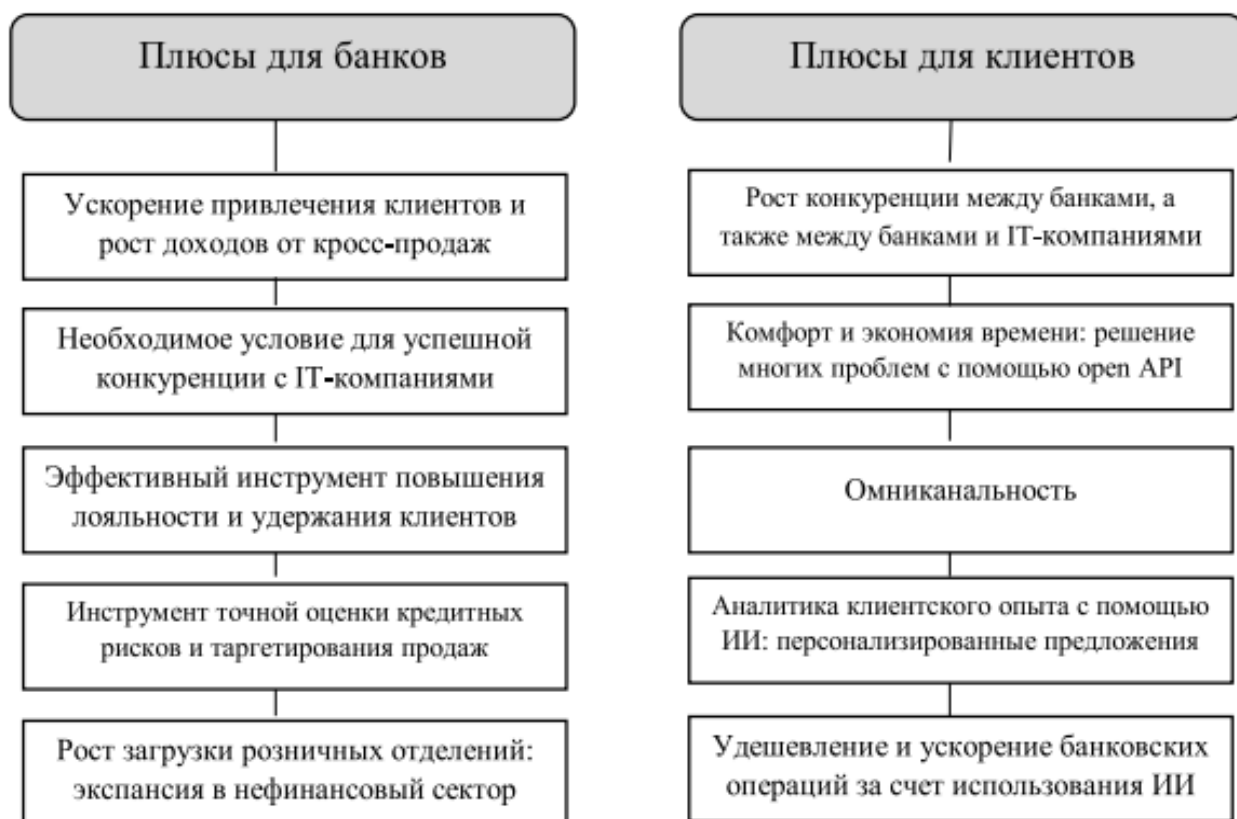 Плюсы для банков
Ускорение привлечения клиентов и
рост доходов от кросс-продаж
Необходимое условие для успешной
конкуренции с IT-компаниями
Эффективный инструмент повышения
лояльности и удержания клиентов
Инструмент точной оценки кредитных
рисков и таргетирования продаж
Рост загрузки розничных отделений:
экспансия в нефинансовый сектор
Плюсы для клиентов
Рост конкуренции между банками, а
также между банками и IT-компаниями
Комфорт и экономия времени: решение
многих проблем с помощью open API
Омниканальность
Аналитика клиентского опыта с помощью
ИИ: персонализированные предложения
Удешевление и ускорение банковских
операций за счет использования ИИ